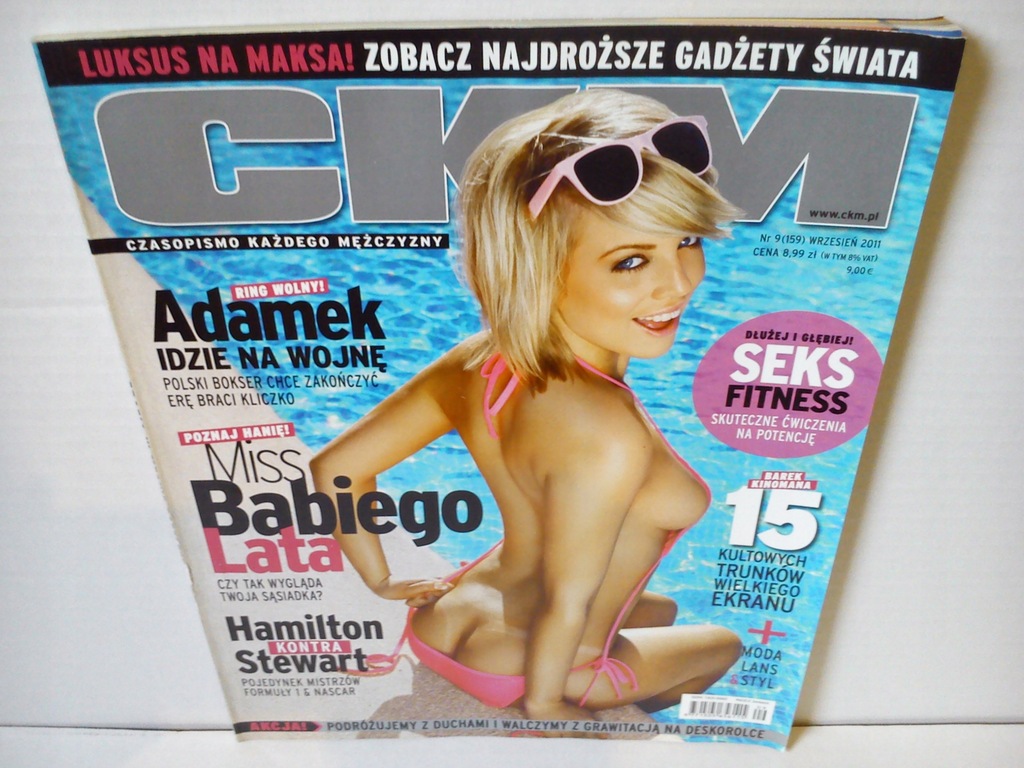 LUKSUS NA MAKSA! ZOBACZ NAJDROŻSZE GADŻETY ŚWIATA
CKM
www.ckm.pl
CZASOPISMO KAŻDEGO MĘŻCZYZNY
Nr 9(159) WRZESIEŃ 2011
CENA 8,99 zł (W TYM 8% VAT)
9,00 €
RING WOLNY!
Adamek
IDZIE NA WOJNĘ
POLSKI BOKSER CHCE ZAKOŃCZYĆ
ERĘ BRACI KLICZKO
DŁUŻEJ I GŁĘBIEJ!
SEKS
FITNESS
SKUTECZNE ĆWICZENIA
NA POTENCJĘ
POZNAJ HANIĘ!
Miss
Babiego
Lata
CZY TAK WYGLĄDA
TWOJA SĄSIADKA?
BAREK
KINOMANA
15
KULTOWYCH
TRUNKÓW
WIELKIEGO
EKRANU
+
MODA
LANS
& STYL
Hamilton
KONTRA
Stewart
POJEDYNEK MISTRZÓW
FORMUŁY 1 & NASCAR
AKCJA! PODRÓŻUJEMY Z DUCHAMI I WALCZYMY Z GRAWITACJĄ NA DESKOROLCE